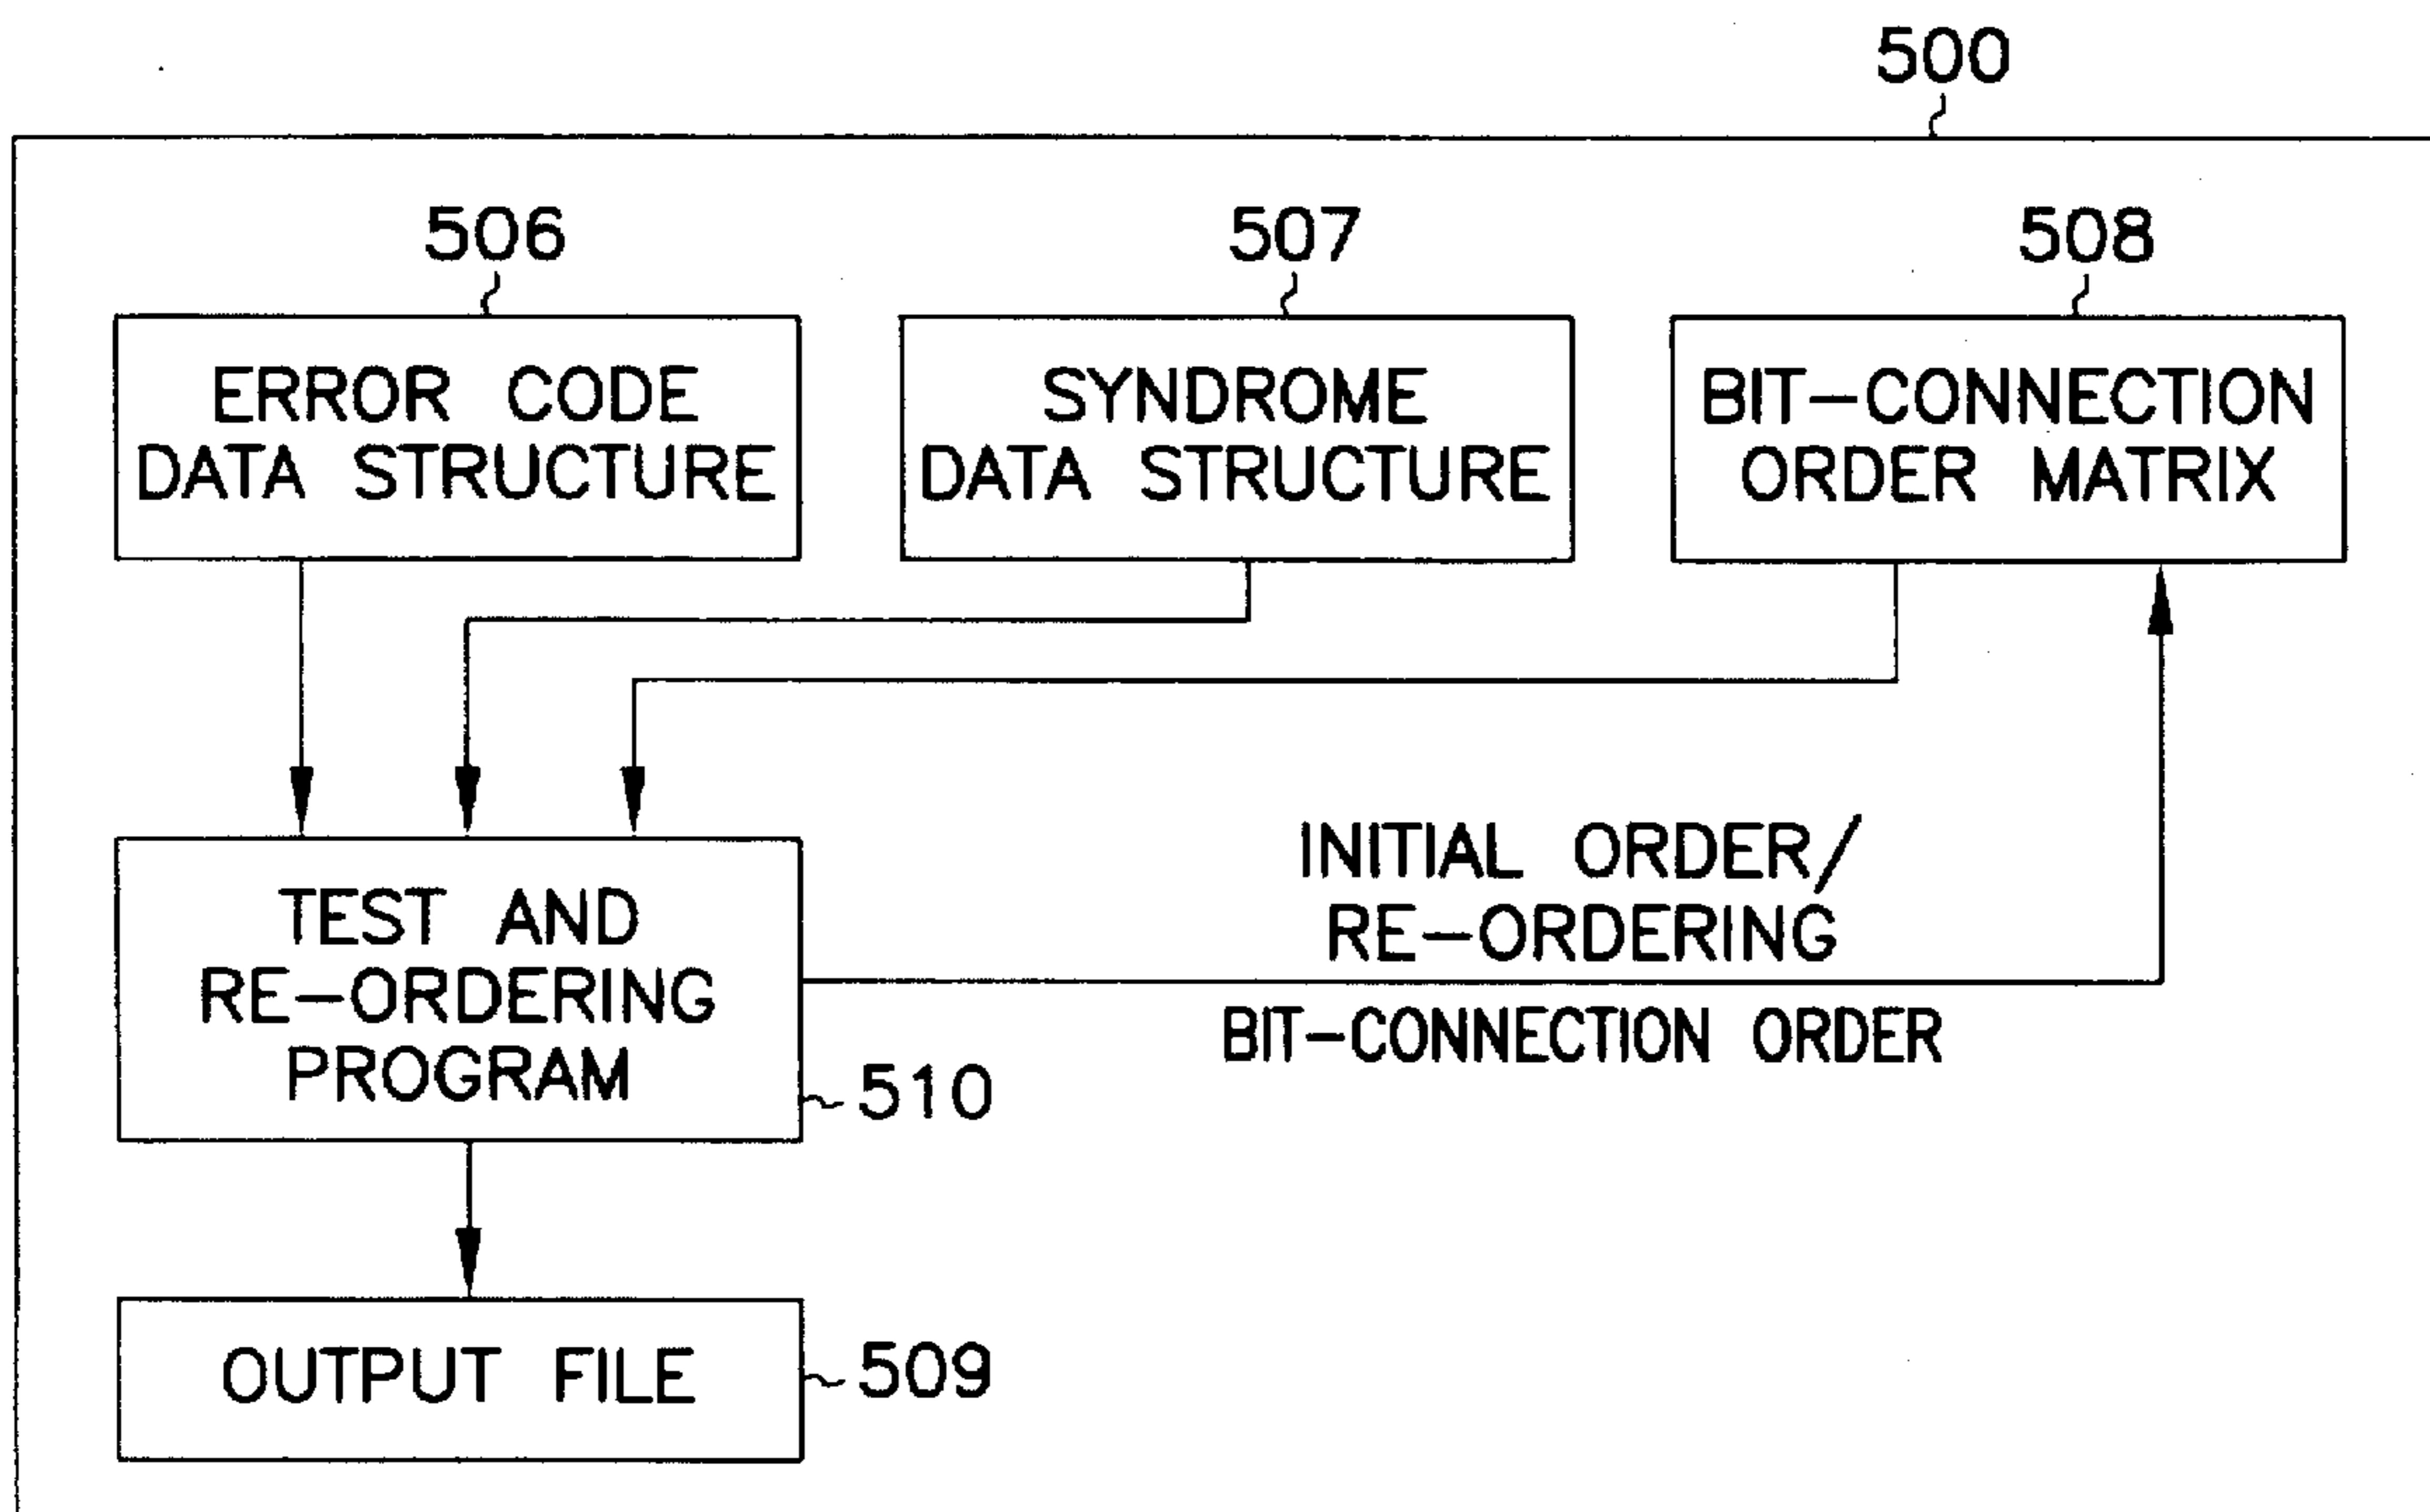 500
506
507
508
ERROR CODE
DATA STRUCTURE
SYNDROME
DATA STRUCTURE
BIT-CONNECTION
ORDER MATRIX
INITIAL ORDER/
RE-ORDERING
BIT-CONNECTION ORDER
TEST AND
RE-ORDERING
PROGRAM
510
OUTPUT FILE
509